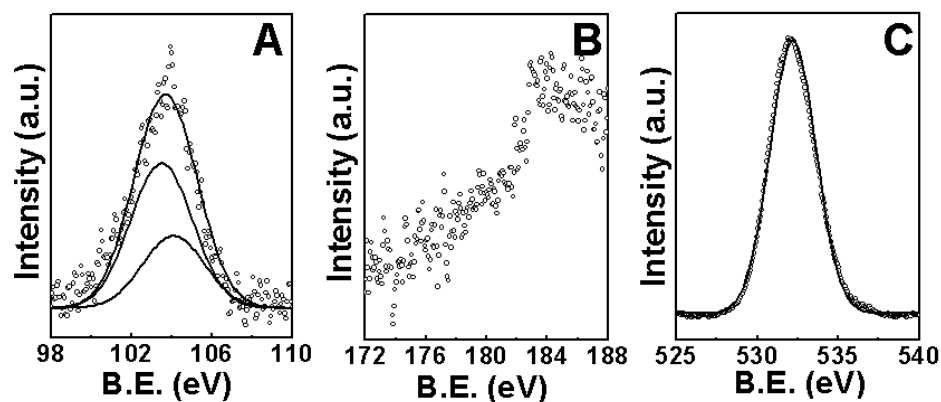 A
Intensity (a.u.)
98 102 106 110
B.E. (eV)
B
Intensity (a.u.)
172 176 180 184 188
B.E. (eV)
C
Intensity (a.u.)
525 530 535 540
B.E. (eV)